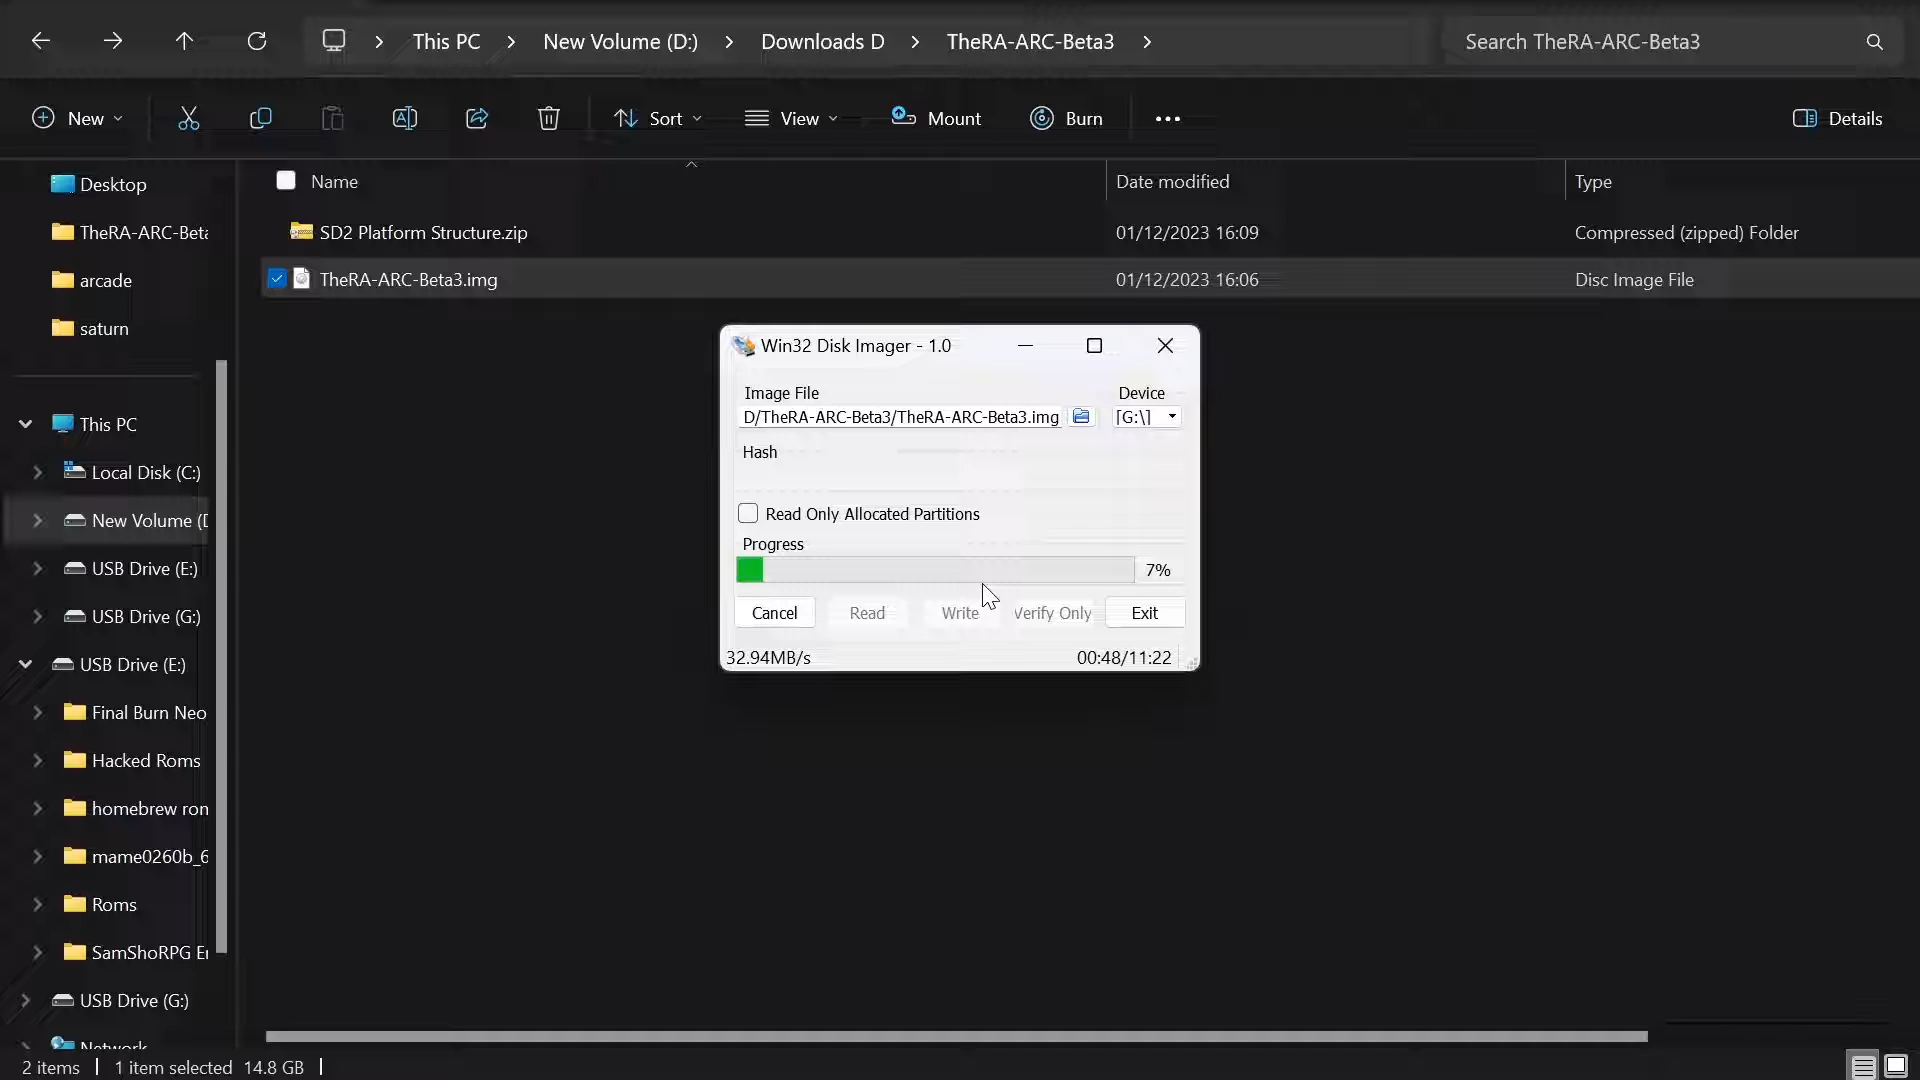 This PC
New Volume (D:)
Downloads D
TheRA-ARC-Beta3
Search TheRA-ARC-Beta3
New
Sort
View
Mount
Burn
Details
Name
Date modified
Type
SD2 Platform Structure.zip
01/12/2023 16:09
Compressed (zipped) Folder
TheRA-ARC-Beta3.img
01/12/2023 16:06
Disc Image File
Desktop
TheRA-ARC-Beta
arcade
saturn
This PC
Local Disk (C:)
New Volume (D
USB Drive (E:)
USB Drive (G:)
USB Drive (E:)
Final Burn Neo
Hacked Roms
homebrew rom
mame0260b_6
Roms
SamShoRPG En
USB Drive (G:)
Network
Win32 Disk Imager - 1.0
Image File
Device
D/TheRA-ARC-Beta3/TheRA-ARC-Beta3.img
[G:\]
Hash
Read Only Allocated Partitions
Progress
7%
Cancel
Read
Write
Verify Only
Exit
32.94MB/s
00:48/11:22
2 items
1 item selected 14.8 GB